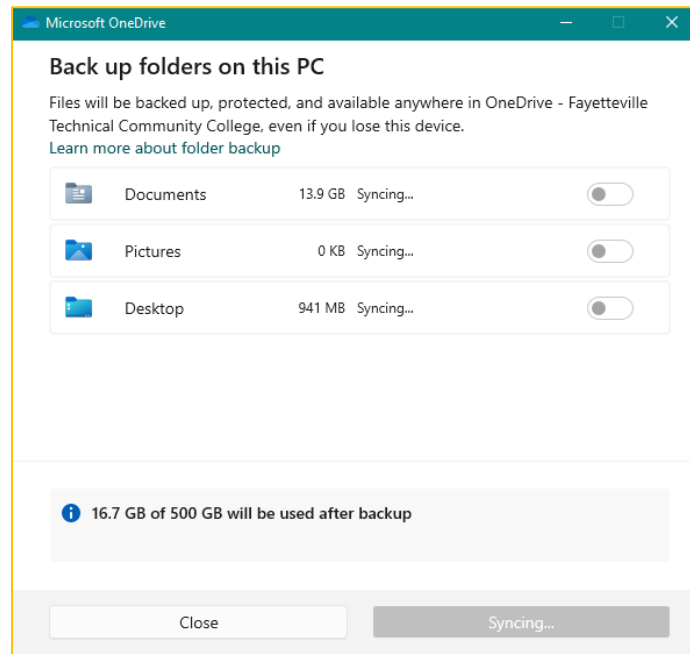 Microsoft OneDrive
Back up folders on this PC
Files will be backed up, protected, and available anywhere in OneDrive - Fayetteville
Technical Community College, even if you lose this device.
Learn more about folder backup
Documents 13.9 GB Syncing...
Pictures 0 KB Syncing...
Desktop 941 MB Syncing...
16.7 GB of 500 GB will be used after backup
Close Syncing...